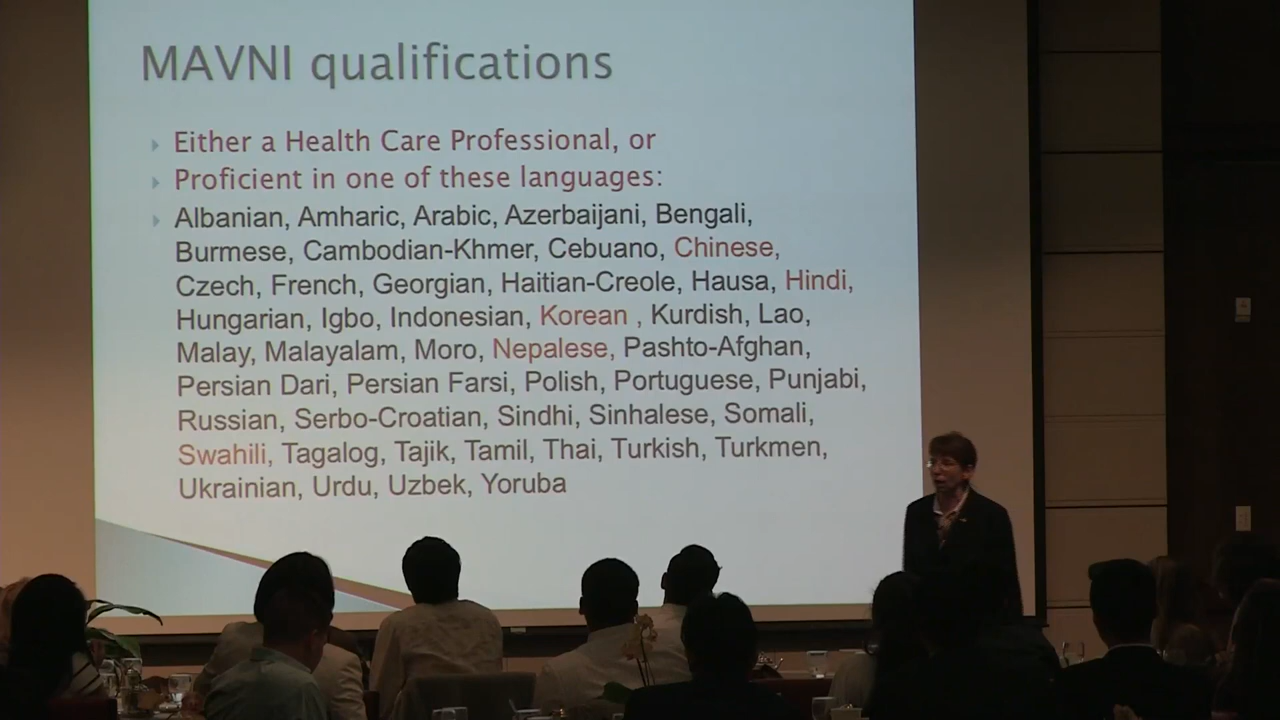 MAVNI qualifications
Either a Health Care Professional, or
Proficient in one of these languages:
Albanian, Amharic, Arabic, Azerbaijani, Bengali,
Burmese, Cambodian-Khmer, Cebuano, Chinese,
Czech, French, Georgian, Haitian-Creole, Hausa, Hindi,
Hungarian, Igbo, Indonesian, Korean , Kurdish, Lao,
Malay, Malayalam, Moro, Nepalese, Pashto-Afghan,
Persian Dari, Persian Farsi, Polish, Portuguese, Punjabi,
Russian, Serbo-Croatian, Sindhi, Sinhalese, Somali,
Swahili, Tagalog, Tajik, Tamil, Thai, Turkish, Turkmen,
Ukrainian, Urdu, Uzbek, Yoruba